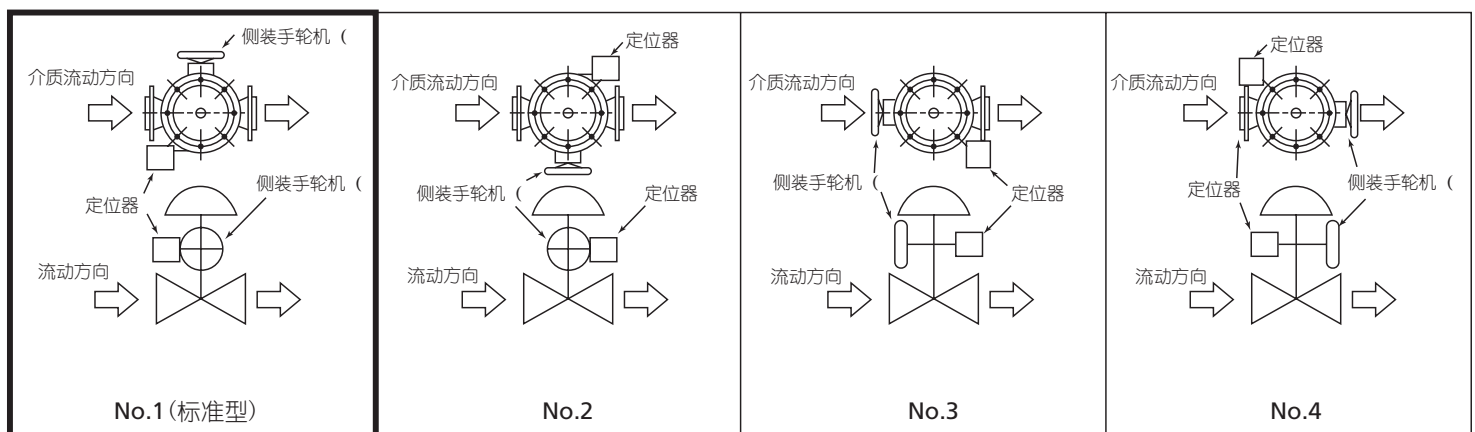 侧装手轮机 (
介质流动方向
定位器
侧装手轮机 (
流动方向
No.1(标准型)
定位器
介质流动方向
侧装手轮机 (
定位器
流动方向
No.2
介质流动方向
侧装手轮机 (
定位器
流动方向
No.3
定位器
介质流动方向
定位器
侧装手轮机 (
流动方向
No.4